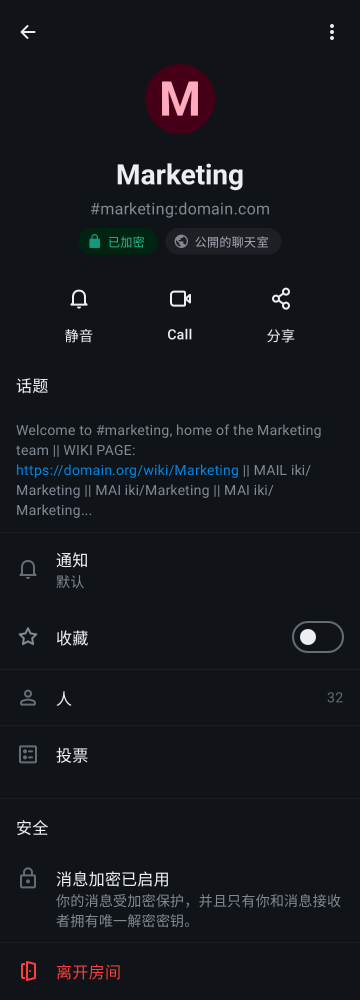 M
Marketing
#marketing:domain.com
已加密
公開的聊天室
静音
Call
分享
话题
Welcome to #marketing, home of the Marketing
team || WIKI PAGE:
https://domain.org/wiki/Marketing || MAIL iki/
Marketing || MAI iki/Marketing || MAI iki/
Marketing...
通知
默认
收藏
人
32
投票
安全
消息加密已启用
你的消息受加密保护，并且只有你和消息接收
者拥有唯一解密密钥。
离开房间